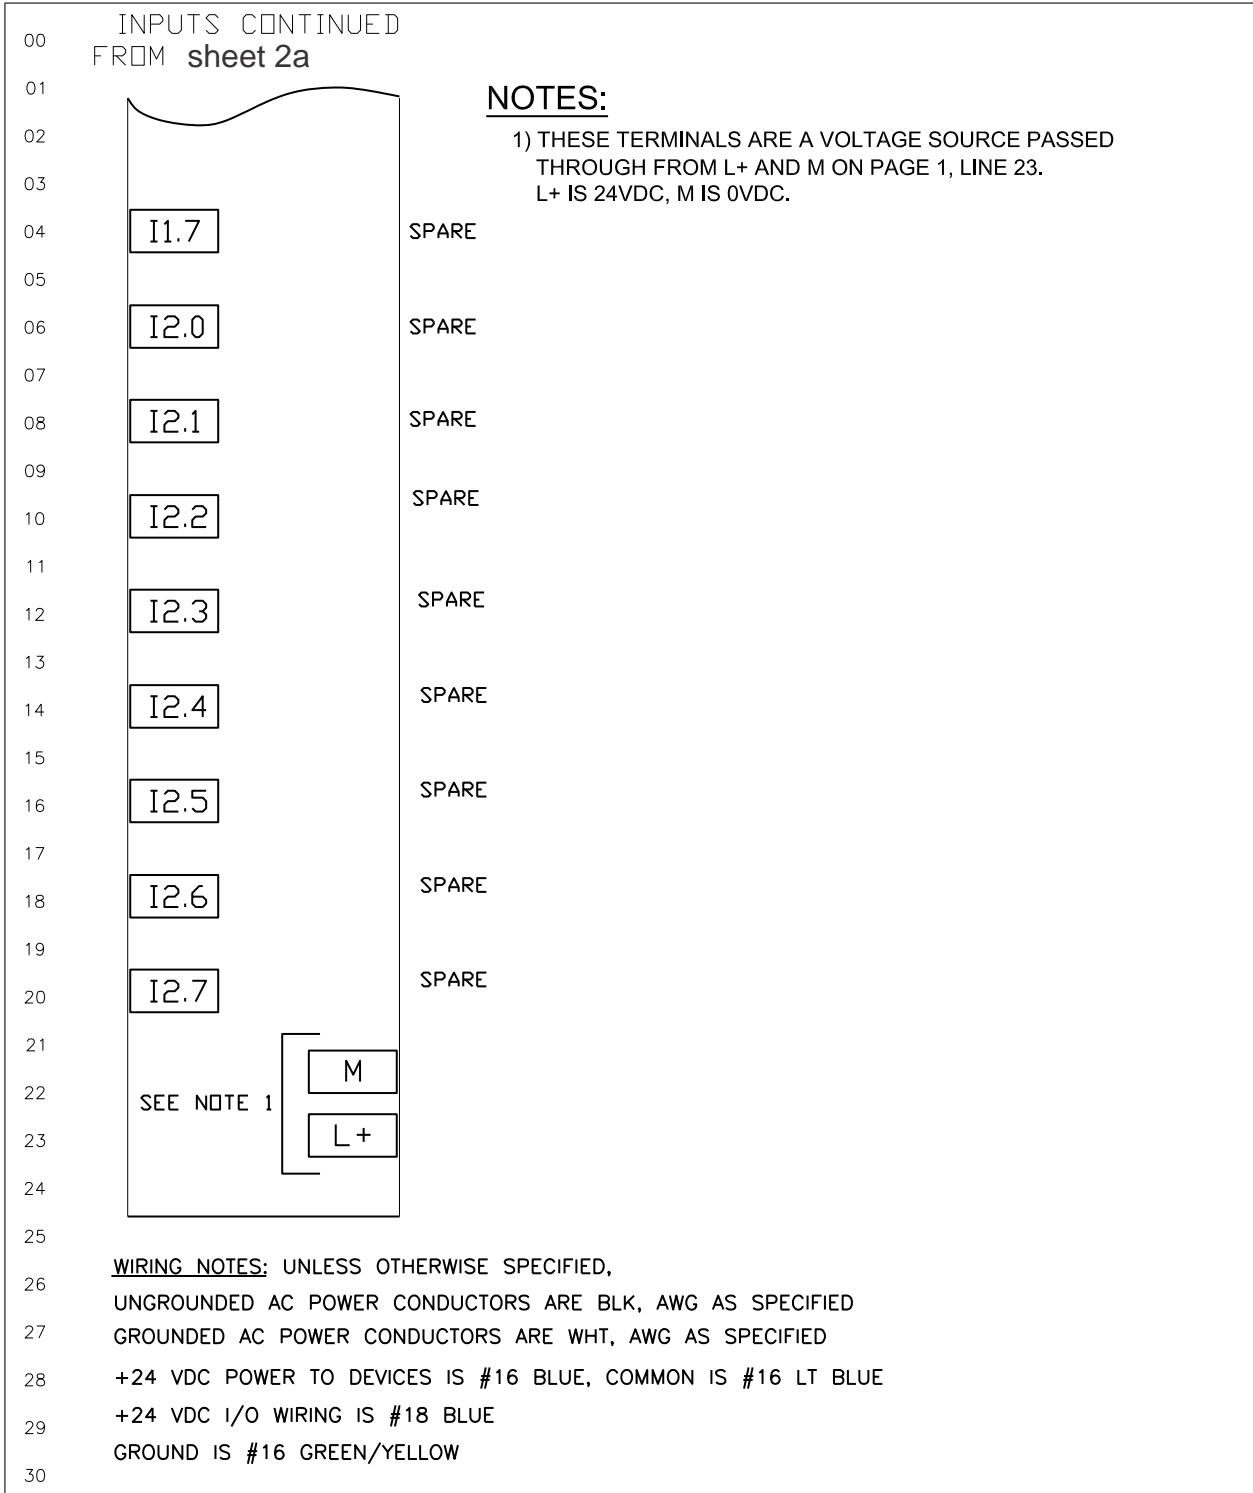 00 INPUTS CONTINUED
FROM sheet 2a
01
NOTES:
02 1) THESE TERMINALS ARE A VOLTAGE SOURCE PASSED
THROUGH FROM L+ AND M ON PAGE 1, LINE 23.
03 L+ IS 24VDC, M IS 0VDC.
04 I1.7 SPARE
05
06 I2.0 SPARE
07
08 I2.1 SPARE
09
10 I2.2 SPARE
11
12 I2.3 SPARE
13
14 I2.4 SPARE
15
16 I2.5 SPARE
17
18 I2.6 SPARE
19
20 I2.7 SPARE
21
M
22 SEE NOTE 1
23 L+
24
25
WIRING NOTES: UNLESS OTHERWISE SPECIFIED,
26
UNGROUNDED AC POWER CONDUCTORS ARE BLK, AWG AS SPECIFIED
27 GROUNDED AC POWER CONDUCTORS ARE WHT, AWG AS SPECIFIED
28 +24 VDC POWER TO DEVICES IS #16 BLUE, COMMON IS #16 LT BLUE
29 +24 VDC I/O WIRING IS #18 BLUE
GROUND IS #16 GREEN/YELLOW
30